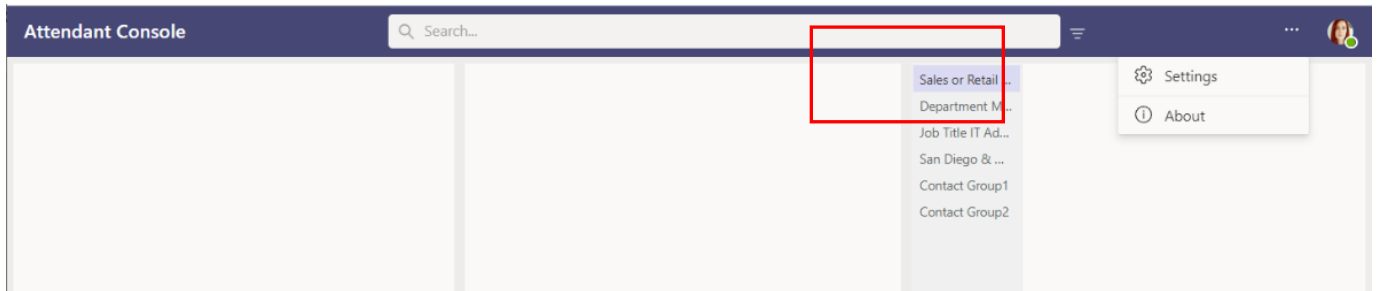 Attendant Console
Search...
Sales or Retail ...
Department M...
Job Title IT Ad...
San Diego & ...
Contact Group1
Contact Group2
Settings
About